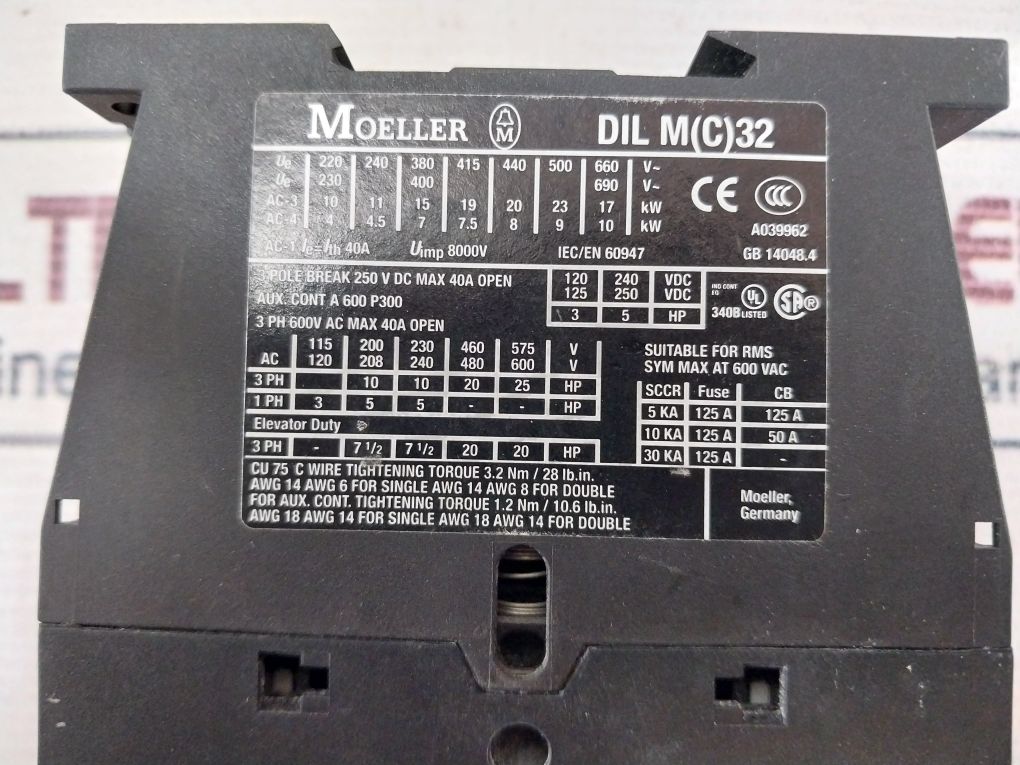 MOELLER AM DIL M(C)32
Ue 220 240 380 415 440 500 660 V~
Ue 230 400 690 V~
AC-3 10 11 15 19 20 23 17 kW
AC-4 4 4.5 7 7.5 8 9 10 kW
AC-1 Ie=Ith 40A Uimp 8000V IEC/EN 60947
CE CCC
A039962
GB 14048.4
3 POLE BREAK 250 V DC MAX 40A OPEN
AUX. CONT A 600 P300
3 PH 600V AC MAX 40A OPEN
120 240 VDC
125 250 VDC
3 5 HP
IND CONT
EQ
340B UL LISTED SA ®
115 200 230 460 575 V
AC 120 208 240 480 600 V
3 PH 10 10 20 25 HP
1 PH 3 5 5 - - HP
Elevator Duty
3 PH - 7 1/2 7 1/2 20 20 HP
SUITABLE FOR RMS
SYM MAX AT 600 VAC
SCCR Fuse CB
5 KA 125 A 125 A
10 KA 125 A 50 A
30 KA 125 A -
CU 75 C WIRE TIGHTENING TORQUE 3.2 Nm / 28 lb.in.
AWG 14 AWG 6 FOR SINGLE AWG 14 AWG 8 FOR DOUBLE
FOR AUX. CONT. TIGHTENING TORQUE 1.2 Nm / 10.6 lb.in.
AWG 18 AWG 14 FOR SINGLE AWG 18 AWG 14 FOR DOUBLE
Moeller,
Germany